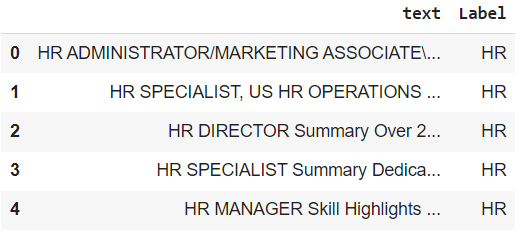 text Label
0 HR ADMINISTRATOR/MARKETING ASSOCIATE\... HR
1 HR SPECIALIST, US HR OPERATIONS ... HR
2 HR DIRECTOR Summary Over 2... HR
3 HR SPECIALIST Summary Dedica... HR
4 HR MANAGER Skill Highlights ... HR